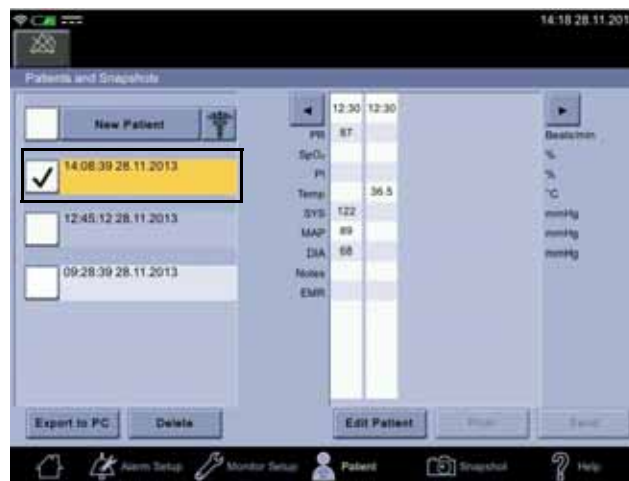 14:18 28.11.201
Patients and Snapshots
New Patient
14:08:39 28.11.2013
12:45:12 28.11.2013
09:28:39 28.11.2013
12:30 12:30
PR 87 Beats/min
SpO₂ %
PI %
Temp 36.5 °C
SYS 122 mmHg
MAP 89 mmHg
DIA 68 mmHg
Notes
EMR
Export to PC Delete Edit Patient Print Send
Alarm Setup Monitor Setup Patient Snapshot Help